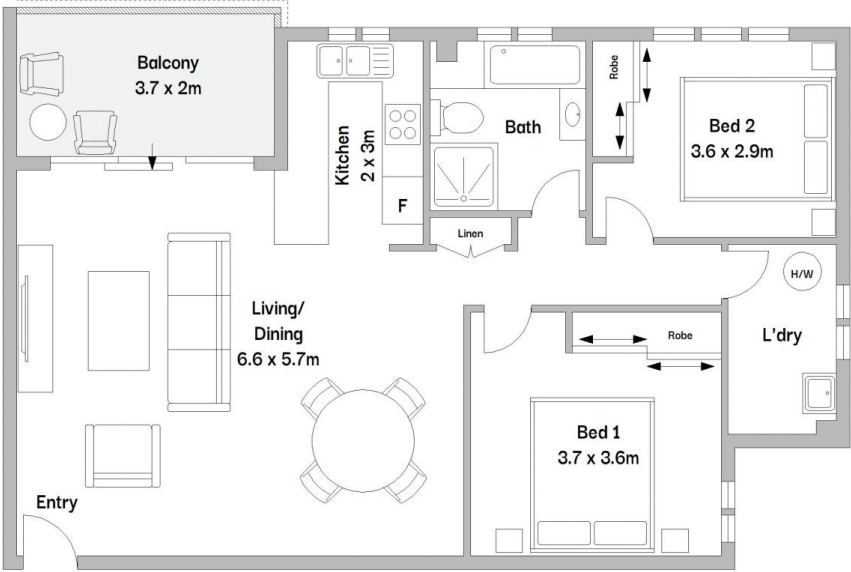 Balcony
3.7 x 2m
Kitchen
2 x 3m
F
Bath
Robe
Bed 2
3.6 x 2.9m
Linen
H/W
L'dry
Living/
Dining
6.6 x 5.7m
Robe
Bed 1
3.7 x 3.6m
Entry